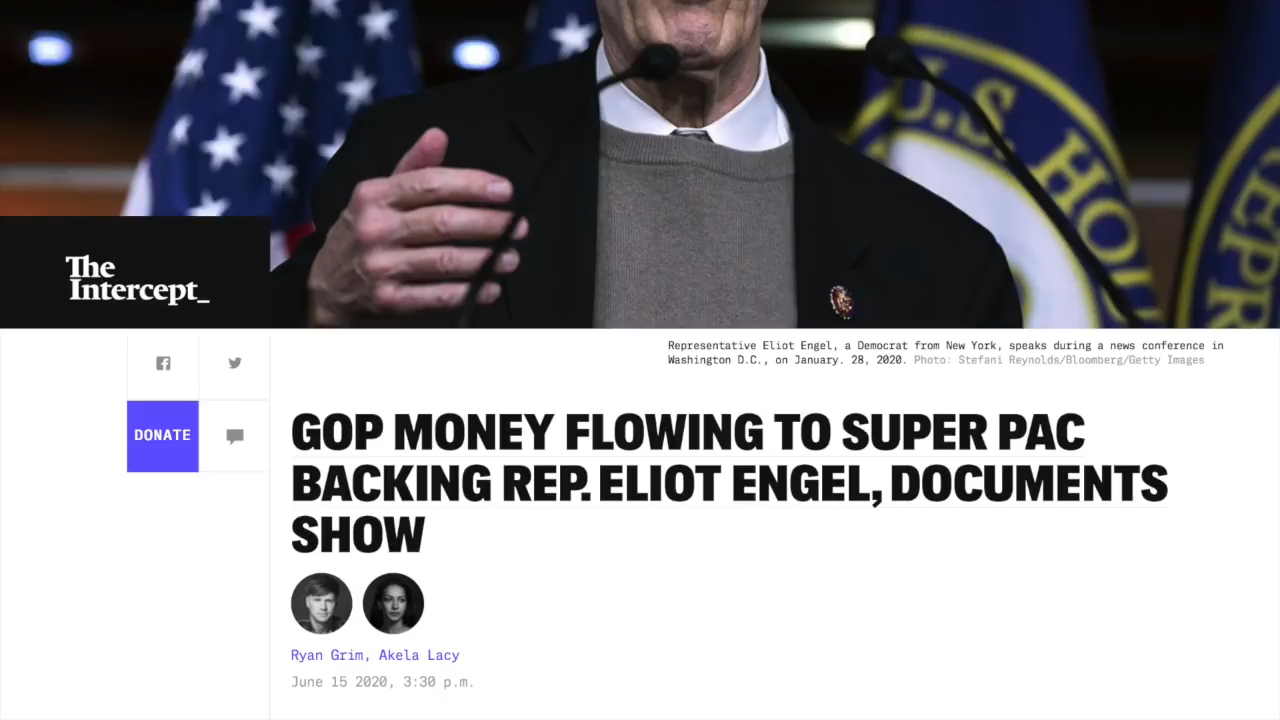 U.S. HOU
REPR
The
Intercept_
Representative Eliot Engel, a Democrat from New York, speaks during a news conference in
Washington D.C., on January. 28, 2020. Photo: Stefani Reynolds/Bloomberg/Getty Images
DONATE
GOP MONEY FLOWING TO SUPER PAC
BACKING REP. ELIOT ENGEL, DOCUMENTS
SHOW
Ryan Grim, Akela Lacy
June 15 2020, 3:30 p.m.